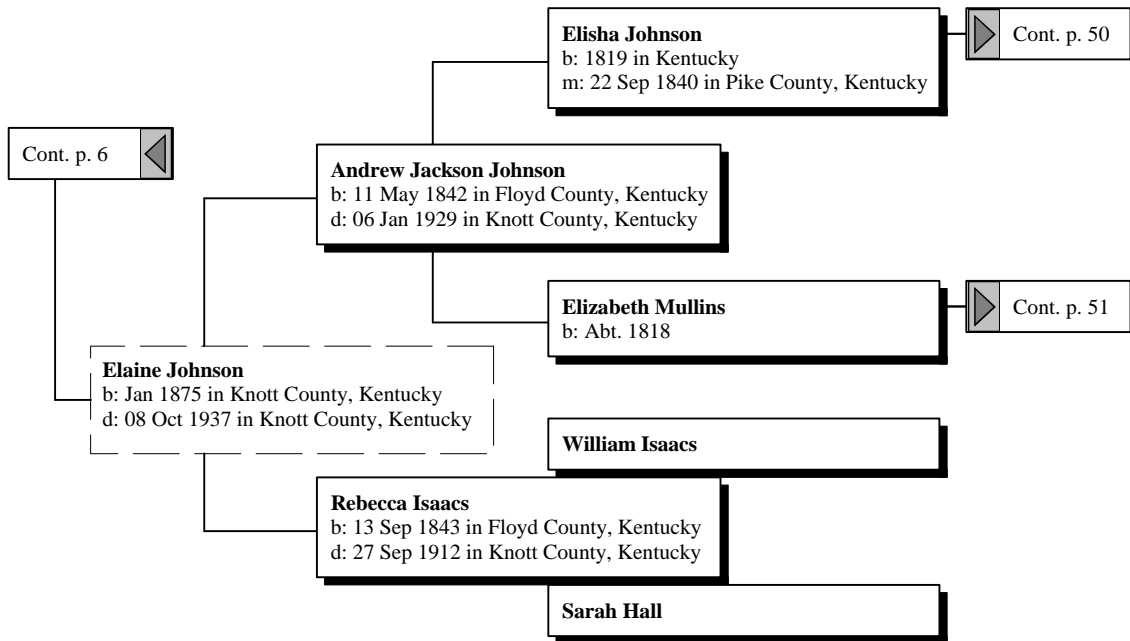 Elisha Johnson
b: 1819 in Kentucky
m: 22 Sep 1840 in Pike County, Kentucky
Cont. p. 50
Cont. p. 6
Andrew Jackson Johnson
b: 11 May 1842 in Floyd County, Kentucky
d: 06 Jan 1929 in Knott County, Kentucky
Elizabeth Mullins
b: Abt. 1818
Cont. p. 51
Elaine Johnson
b: Jan 1875 in Knott County, Kentucky
d: 08 Oct 1937 in Knott County, Kentucky
William Isaacs
Rebecca Isaacs
b: 13 Sep 1843 in Floyd County, Kentucky
d: 27 Sep 1912 in Knott County, Kentucky
Sarah Hall